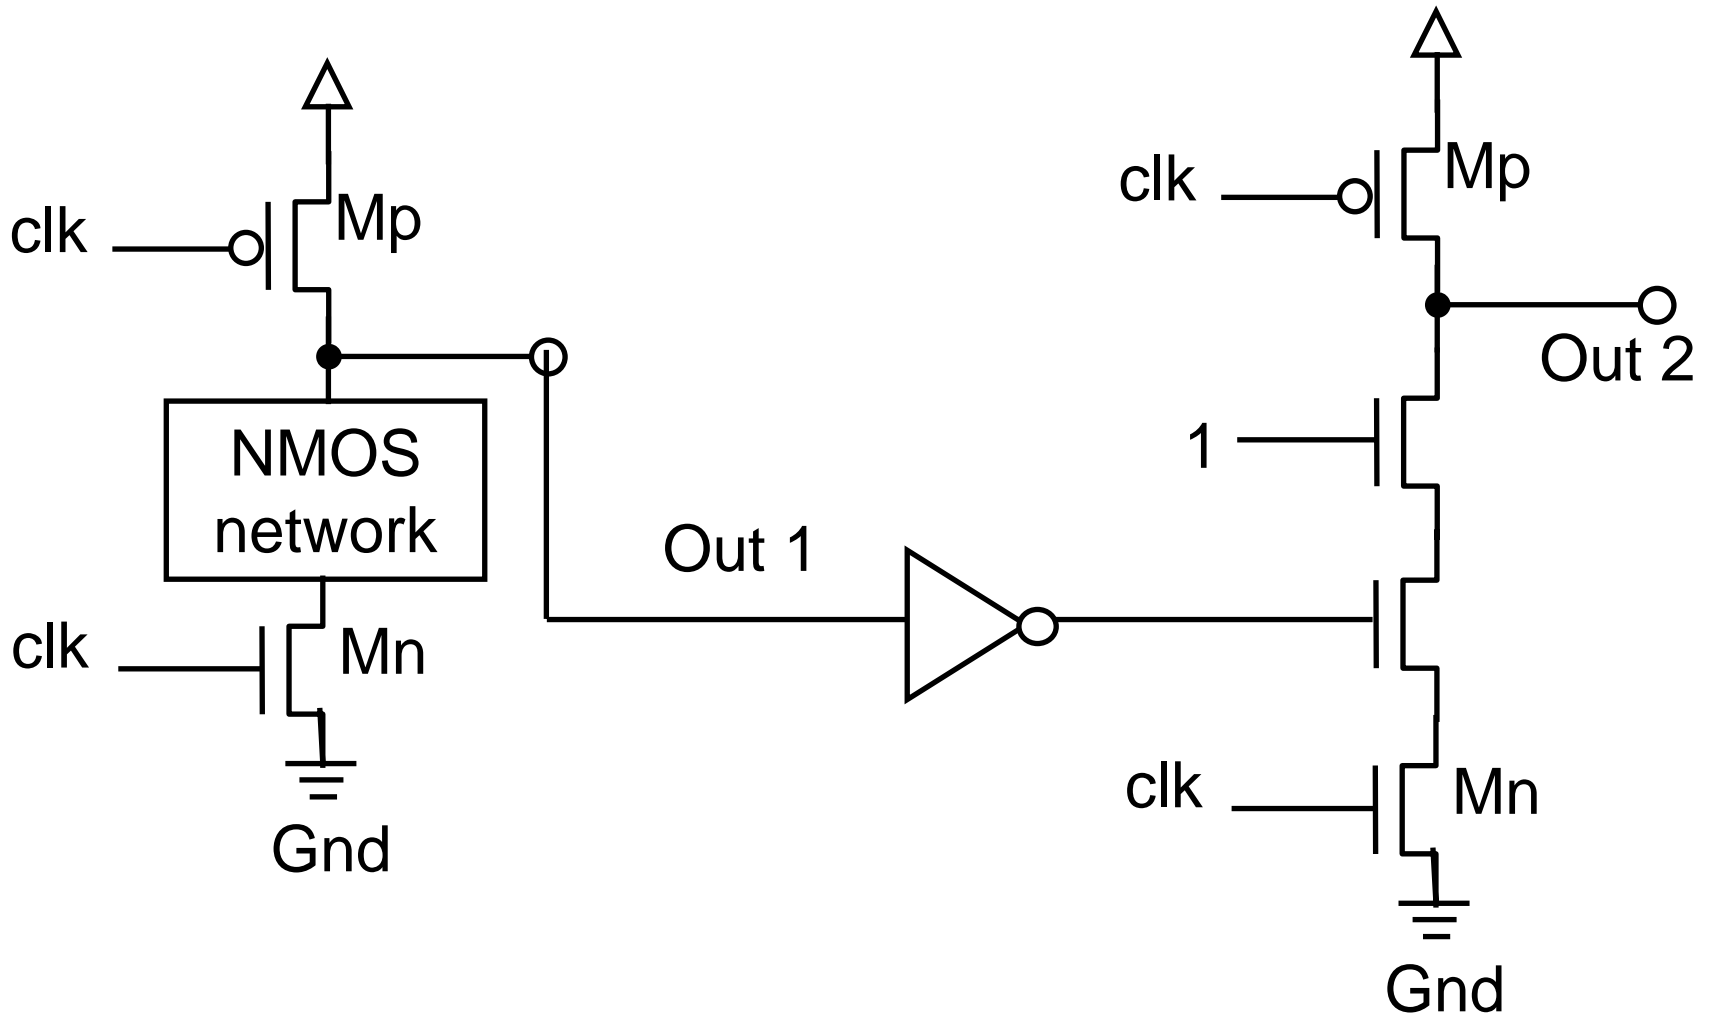 clk
Mp
NMOS
network
clk
Mn
Gnd
Out 1
clk
Mp
Out 2
1
clk
Mn
Gnd